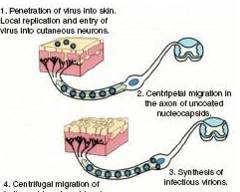 1. Penetration of virus into skin.
Local replication and entry of
virus into cutaneous neurons.
2. Centripetal migration in
the axon of uncoated
nucleocapsids.
3. Synthesis of
infectious virions.
4. Centrifugal migration of